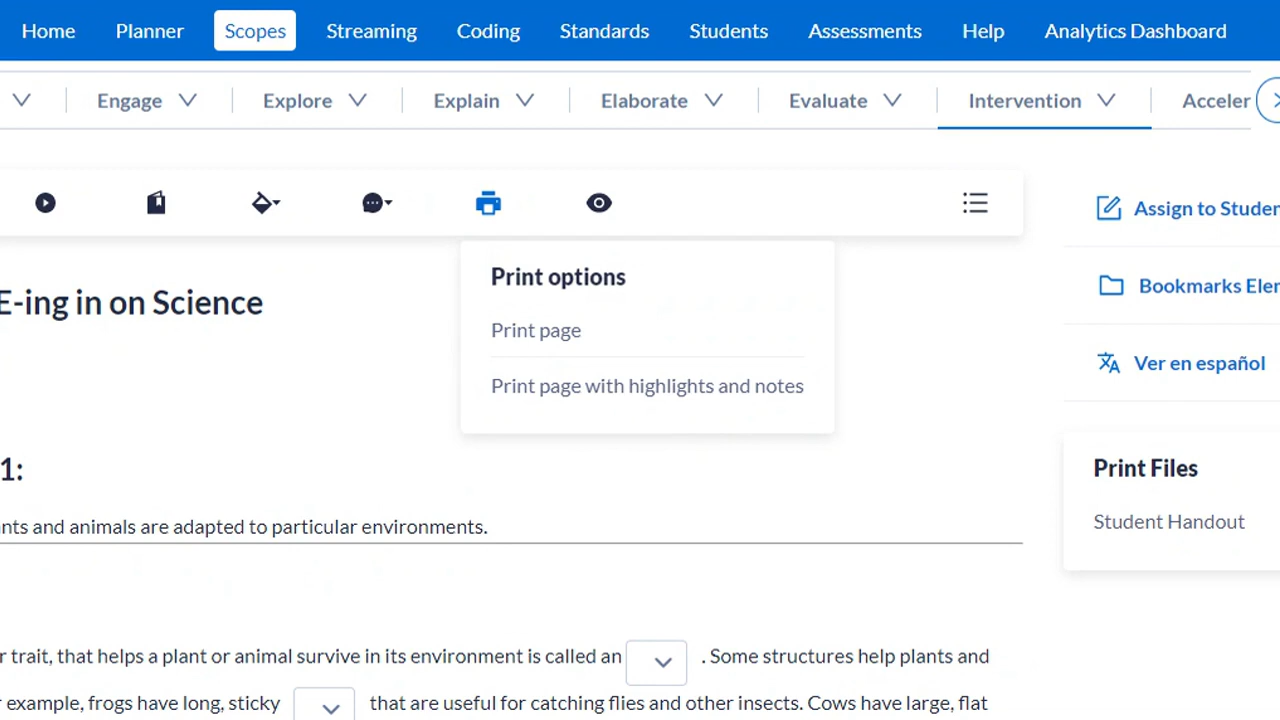 Home Planner Scopes Streaming Coding Standards Students Assessments Help Analytics Dashboard
Engage Explore Explain Elaborate Evaluate Intervention Acceler
Print options
Print page
Print page with highlights and notes
Assign to Studen
Bookmarks Elem
Ver en español
Print Files
Student Handout
E-ing in on Science
1:
nts and animals are adapted to particular environments.
r trait, that helps a plant or animal survive in its environment is called an . Some structures help plants and
r example, frogs have long, sticky that are useful for catching flies and other insects. Cows have large, flat